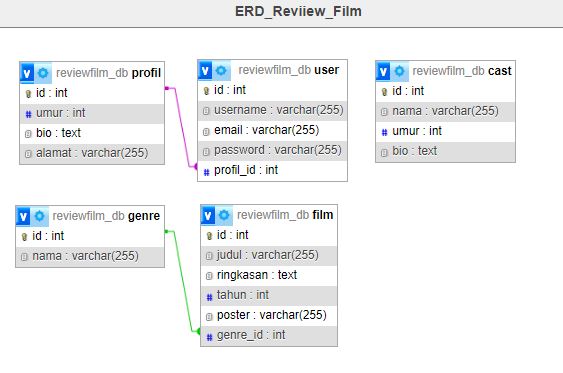 ERD_Reviiew_Film
v reviewfilm_db profil
id : int
# umur : int
bio : text
alamat : varchar(255)
v reviewfilm_db user
id : int
username : varchar(255)
email : varchar(255)
password : varchar(255)
# profil_id : int
v reviewfilm_db cast
id : int
nama : varchar(255)
# umur : int
bio : text
v reviewfilm_db genre
id : int
nama : varchar(255)
v reviewfilm_db film
id : int
judul : varchar(255)
ringkasan : text
# tahun : int
poster : varchar(255)
# genre_id : int